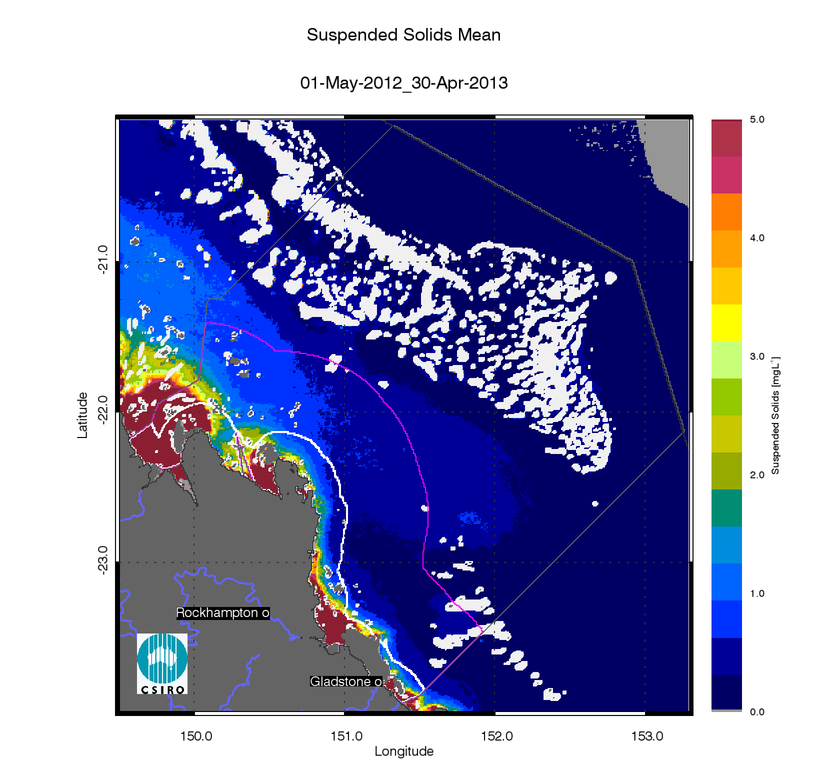 Suspended Solids Mean
01-May-2012_30-Apr-2013
5.0
4.0
3.0
2.0
1.0
0.0
Suspended Solids [mgL⁻¹]
21.0
-22.0
-23.0
Latitude
Rockhampton o
CSIRO
Gladstone o
150.0
151.0
152.0
153.0
Longitude